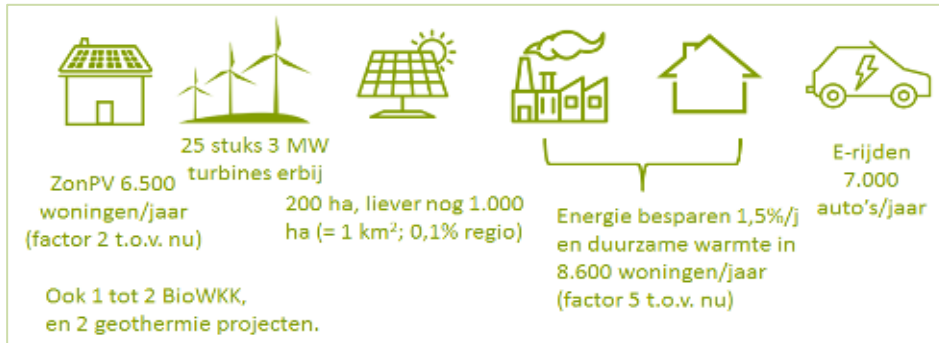 ZonPV 6.500
woningen/jaar
(factor 2 t.o.v. nu)
25 stuks 3 MW
turbines erbij
200 ha, liever nog 1.000
ha (= 1 km²; 0,1% regio)
Energie besparen 1,5%/j
en duurzame warmte in
8.600 woningen/jaar
(factor 5 t.o.v. nu)
E-rijden
7.000
auto's/jaar
Ook 1 tot 2 BioWKK,
en 2 geothermie projecten.